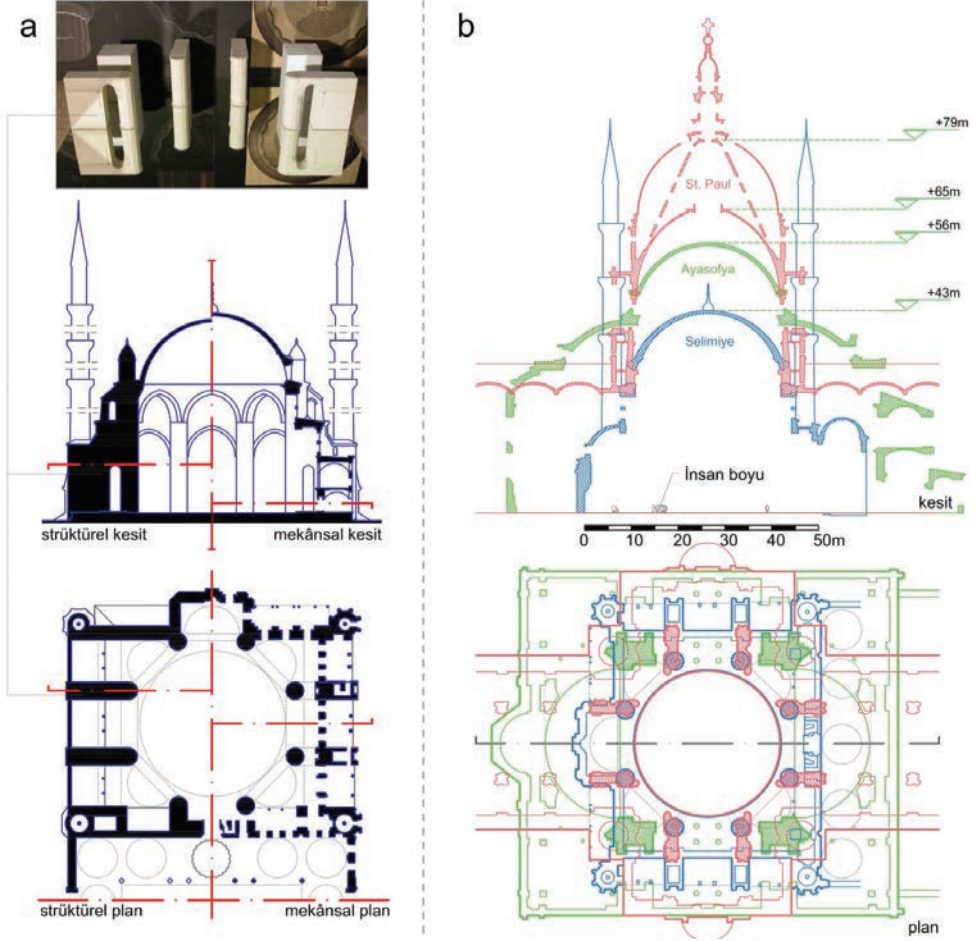 a
strüktürel kesit
mekânsal kesit
strüktürel plan
mekânsal plan
b
+79m
St. Paul
+65m
+56m
Ayasofya
+43m
Selimiye
İnsan boyu
kesit
0 10 20 30 40 50m
plan